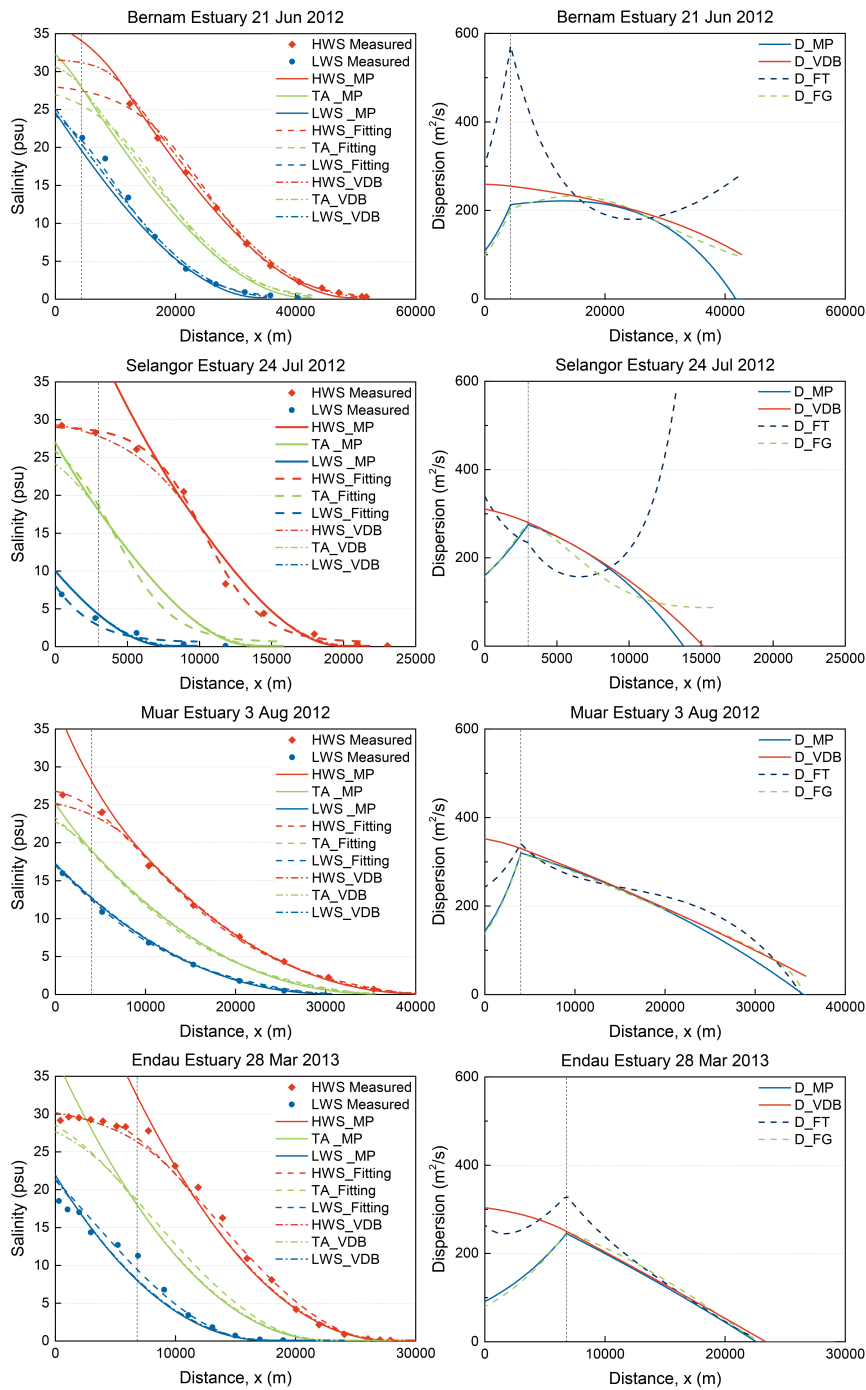 Bernam Estuary 21 Jun 2012
35
30
25
20
15
10
5
0
Salinity (psu)
HWS Measured
LWS Measured
HWS_MP
TA _MP
LWS _MP
HWS_Fitting
TA_Fitting
LWS_Fitting
HWS_VDB
TA_VDB
LWS_VDB
0 20000 40000 60000
Distance, x (m)
Bernam Estuary 21 Jun 2012
600
400
200
0
Dispersion (m²/s)
D_MP
D_VDB
D_FT
D_FG
0 20000 40000 60000
Distance, x (m)
Selangor Estuary 24 Jul 2012
35
30
25
20
15
10
5
0
Salinity (psu)
HWS Measured
LWS Measured
HWS_MP
TA _MP
LWS _MP
HWS_Fitting
TA_Fitting
LWS_Fitting
HWS_VDB
TA_VDB
LWS_VDB
0 5000 10000 15000 20000 25000
Distance, x (m)
Selangor Estuary 24 Jul 2012
600
400
200
0
Dispersion (m²/s)
D_MP
D_VDB
D_FT
D_FG
0 5000 10000 15000 20000 25000
Distance, x (m)
Muar Estuary 3 Aug 2012
35
30
25
20
15
10
5
0
Salinity (psu)
HWS Measured
LWS Measured
HWS_MP
TA _MP
LWS _MP
HWS_Fitting
TA_Fitting
LWS_Fitting
HWS_VDB
TA_VDB
LWS_VDB
0 10000 20000 30000 40000
Distance, x (m)
Muar Estuary 3 Aug 2012
600
400
200
0
Dispersion (m²/s)
D_MP
D_VDB
D_FT
D_FG
0 10000 20000 30000 40000
Distance, x (m)
Endau Estuary 28 Mar 2013
35
30
25
20
15
10
5
0
Salinity (psu)
HWS Measured
LWS Measured
HWS_MP
TA _MP
LWS _MP
HWS_Fitting
TA_Fitting
LWS_Fitting
HWS_VDB
TA_VDB
LWS_VDB
0 10000 20000 30000
Distance, x (m)
Endau Estuary 28 Mar 2013
600
400
200
0
Dispersion (m²/s)
D_MP
D_VDB
D_FT
D_FG
0 10000 20000 30000
Distance, x (m)